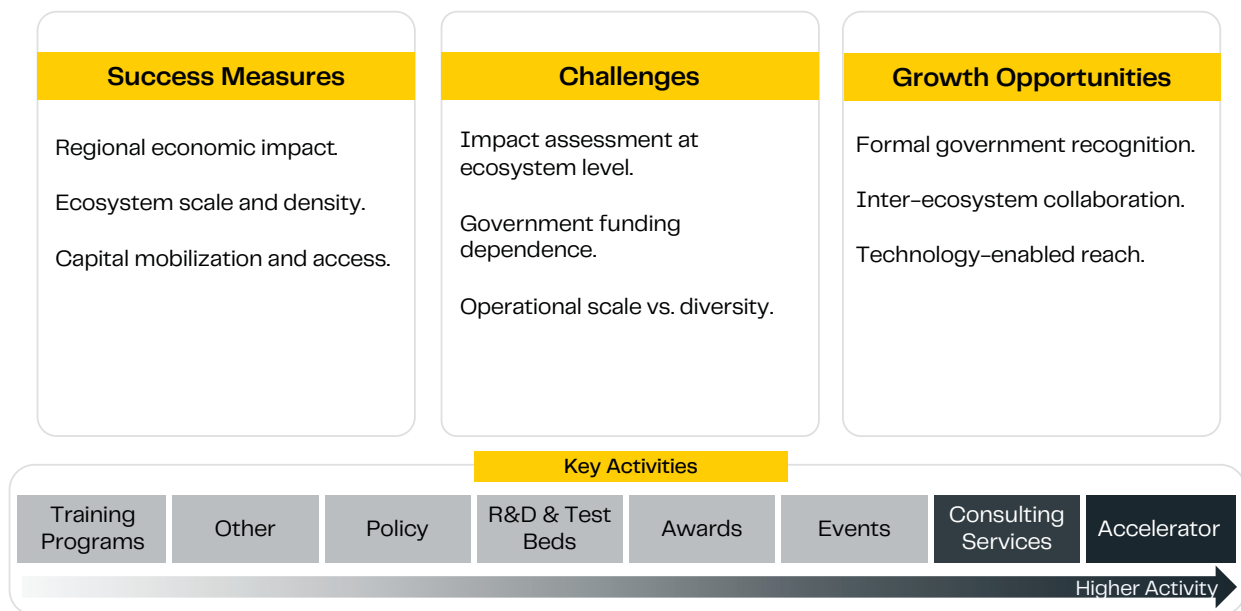 Success Measures
Regional economic impact.
Ecosystem scale and density.
Capital mobilization and access.
Challenges
Impact assessment at
ecosystem level.
Government funding
dependence.
Operational scale vs. diversity.
Growth Opportunities
Formal government recognition.
Inter-ecosystem collaboration.
Technology-enabled reach.
Key Activities
Training
Programs
Other
Policy
R&D & Test
Beds
Awards
Events
Consulting
Services
Accelerator
Higher Activity